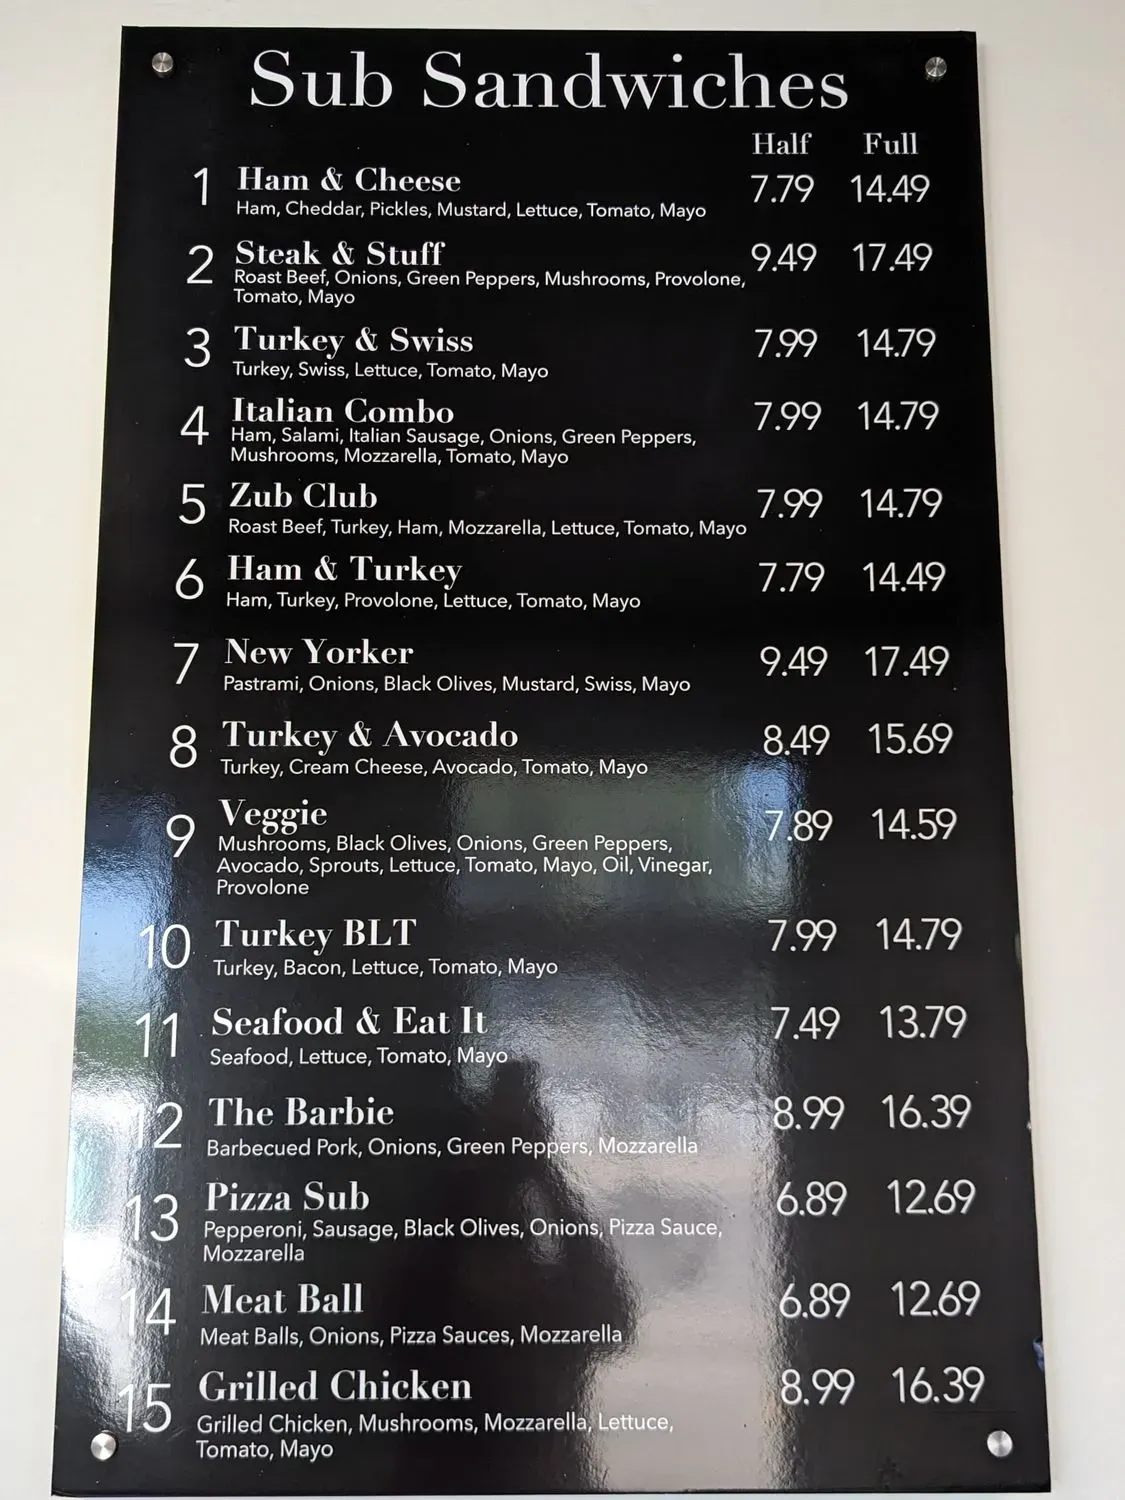 Sub Sandwiches
Half Full
1 Ham & Cheese 7.79 14.49
Ham, Cheddar, Pickles, Mustard, Lettuce, Tomato, Mayo
2 Steak & Stuff 9.49 17.49
Roast Beef, Onions, Green Peppers, Mushrooms, Provolone,
Tomato, Mayo
3 Turkey & Swiss 7.99 14.79
Turkey, Swiss, Lettuce, Tomato, Mayo
4 Italian Combo 7.99 14.79
Ham, Salami, Italian Sausage, Onions, Green Peppers,
Mushrooms, Mozzarella, Tomato, Mayo
5 Zub Club 7.99 14.79
Roast Beef, Turkey, Ham, Mozzarella, Lettuce, Tomato, Mayo
6 Ham & Turkey 7.79 14.49
Ham, Turkey, Provolone, Lettuce, Tomato, Mayo
7 New Yorker 9.49 17.49
Pastrami, Onions, Black Olives, Mustard, Swiss, Mayo
8 Turkey & Avocado 8.49 15.69
Turkey, Cream Cheese, Avocado, Tomato, Mayo
9 Veggie 7.89 14.59
Mushrooms, Black Olives, Onions, Green Peppers,
Avocado, Sprouts, Lettuce, Tomato, Mayo, Oil, Vinegar,
Provolone
10 Turkey BLT 7.99 14.79
Turkey, Bacon, Lettuce, Tomato, Mayo
11 Seafood & Eat It 7.49 13.79
Seafood, Lettuce, Tomato, Mayo
12 The Barbie 8.99 16.39
Barbecued Pork, Onions, Green Peppers, Mozzarella
13 Pizza Sub 6.89 12.69
Pepperoni, Sausage, Black Olives, Onions, Pizza Sauce,
Mozzarella
14 Meat Ball 6.89 12.69
Meat Balls, Onions, Pizza Sauces, Mozzarella
15 Grilled Chicken 8.99 16.39
Grilled Chicken, Mushrooms, Mozzarella, Lettuce,
Tomato, Mayo